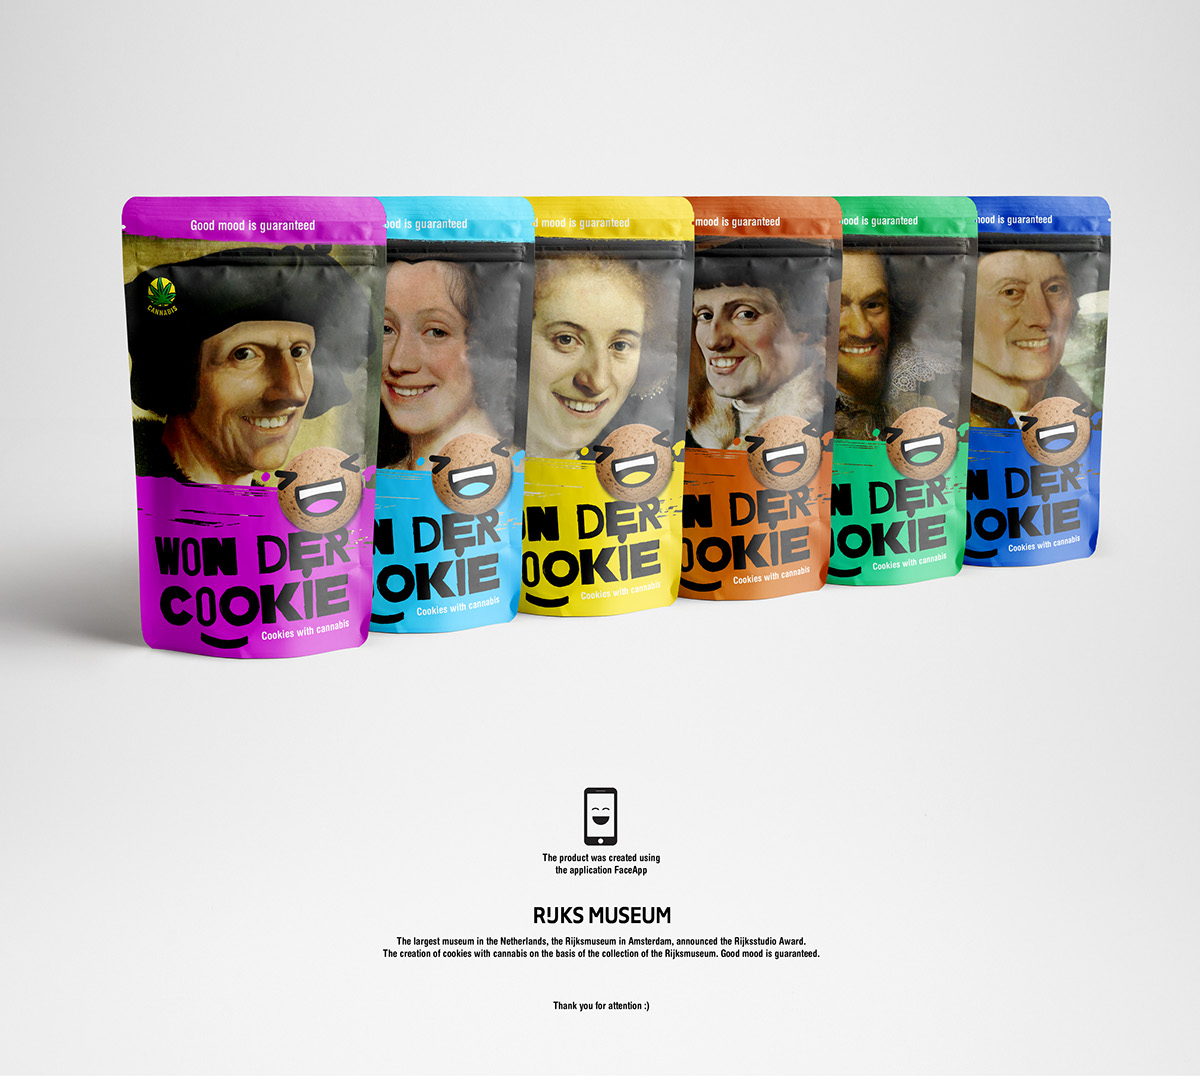 Good mood is guaranteed
od is guaranteed
d mood is guaranteed
mood is guaranteed
ood is guaranteed
mood is guaranteed
CANNABIS
WON DER
COOKIE
Cookies with cannabis
N DER
OKIE
Cookies with cannabis
ON DER
OOKIE
Cookies with cannabis
N DER
OOKIE
Cookies with cannabis
N DER
OOKIE
Cookies with cannabis
N DER
OOKIE
Cookies with cannabis
The product was created using
the application FaceApp
RIJKS MUSEUM
The largest museum in the Netherlands, the Rijksmuseum in Amsterdam, announced the Rijksstudio Award.
The creation of cookies with cannabis on the basis of the collection of the Rijksmuseum. Good mood is guaranteed.
Thank you for attention :)